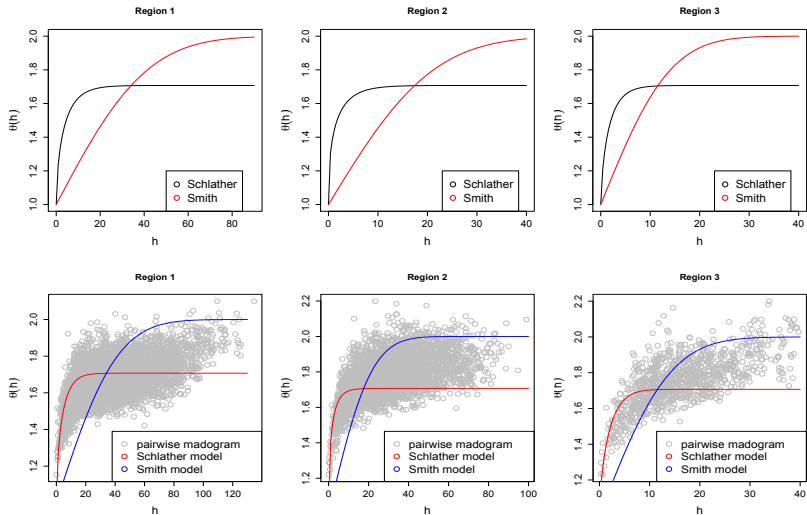 Region 1
θ(h)
2.0
1.8
1.6
1.4
1.2
1.0
0 20 40 60 80
h
Schlather
Smith
Region 2
θ(h)
2.0
1.8
1.6
1.4
1.2
1.0
0 10 20 30 40
h
Schlather
Smith
Region 3
θ(h)
2.0
1.8
1.6
1.4
1.2
1.0
0 10 20 30 40
h
Schlather
Smith
Region 1
θ(h)
2.0
1.8
1.6
1.4
1.2
0 20 40 60 80 100 120
h
pairwise madogram
Schlather model
Smith model
Region 2
θ(h)
2.2
2.0
1.8
1.6
1.4
1.2
0 20 40 60 80 100
h
pairwise madogram
Schlather model
Smith model
Region 3
θ(h)
2.2
2.0
1.8
1.6
1.4
1.2
0 10 20 30 40
h
pairwise madogram
Schlather model
Smith model